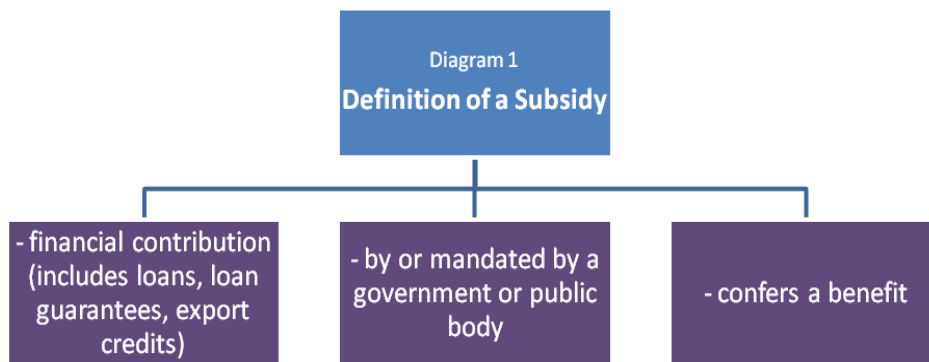 Diagram 1
Definition of a Subsidy
- financial contribution
(includes loans, loan
guarantees, export
credits)
- by or mandated by a
government or public
body
- confers a benefit